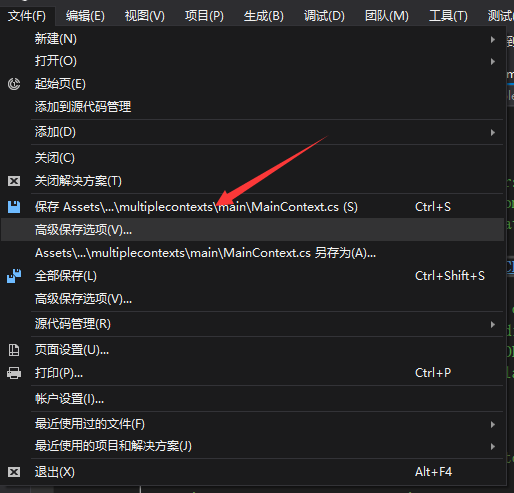 文件(F) 编辑(E) 视图(V) 项目(P) 生成(B) 调试(D) 团队(M) 工具(T) 测试
新建(N)
打开(O)
起始页(E)
添加到源代码管理
添加(D)
关闭(C)
关闭解决方案(T)
保存 Assets\...\multiplecontexts\main\MainContext.cs (S) Ctrl+S
高级保存选项(V)...
Assets\...\multiplecontexts\main\MainContext.cs 另存为(A)...
全部保存(L) Ctrl+Shift+S
高级保存选项(V)...
源代码管理(R)
页面设置(U)...
打印(P)... Ctrl+P
帐户设置(I)...
最近使用过的文件(F)
最近使用的项目和解决方案(J)
退出(X) Alt+F4